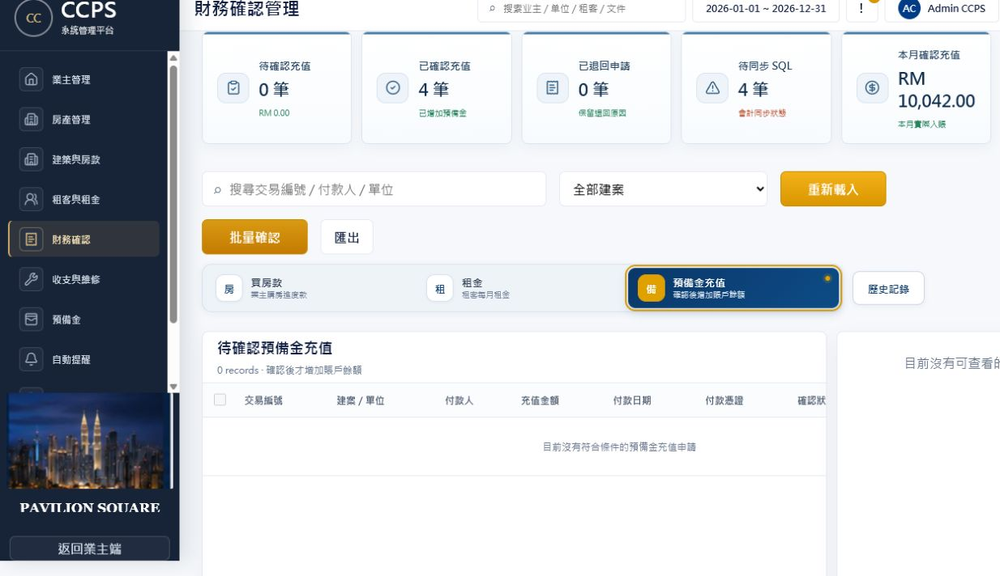 CC
CCPS
系統管理平台
業主管理
房產管理
建築與房款
租客與租金
財務確認
收支與維修
預備金
自動提醒
PAVILION SQUARE
返回業主端
財務確認管理
搜索业主 / 单位 / 租客 / 文件
2026-01-01 ~ 2026-12-31
!
AC
Admin CCPS
待確認充值
0 筆
RM 0.00
已確認充值
4 筆
已增加預備金
已退回申請
0 筆
保留退回原因
待同步 SQL
4 筆
會計同步狀態
本月確認充值
RM
10,042.00
本月實際入賬
搜尋交易編號 / 付款人 / 單位
全部建案
重新載入
批量確認
匯出
房
買房款
業主購房進度款
租
租金
租客每月租金
備
預備金充值
確認後增加賬戶餘額
歷史記錄
待確認預備金充值
0 records · 確認後才增加賬戶餘額
交易編號
建案 / 單位
付款人
充值金額
付款日期
付款憑證
確認狀
目前沒有符合條件的預備金充值申請
目前沒有可查看的